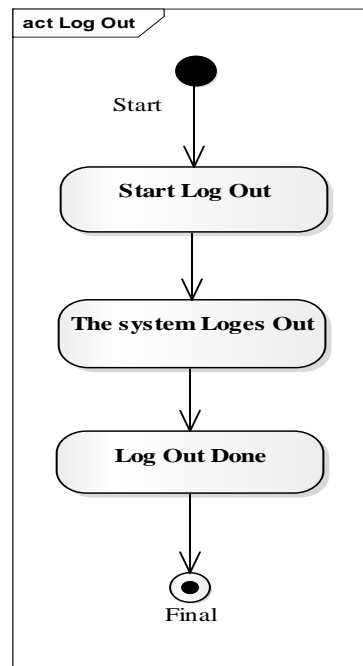 act Log Out
Start
Start Log Out
The system Loges Out
Log Out Done
Final